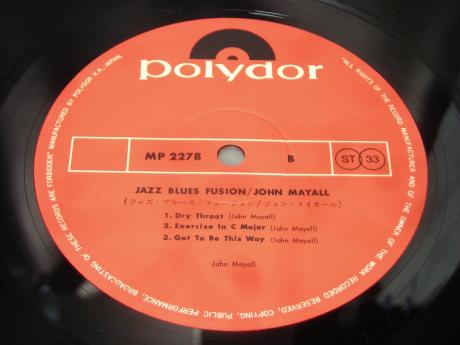 polydor
MP 2278
B
ST 33
JAZZ BLUES FUSION/JOHN MAYALL
(ジャズ・ブルース・フュージョン/ジョン・メイオール)
1. Dry Throat (John Mayall)
2. Exercise In C Major (John Mayall)
3. Got To Be This Way (John Mayall)
John Mayall
"ALL RIGHTS OF THE RECORD MANUFACTURER AND OF THE OWNER OF THE WORK RECORDED RESERVED, COPYING, PUBLIC PERFORMANCE, BROADCASTING OF THESE RECORDS ARE FORBIDDEN" MANUFACTURED BY POLYDOR K.K., JAPAN.